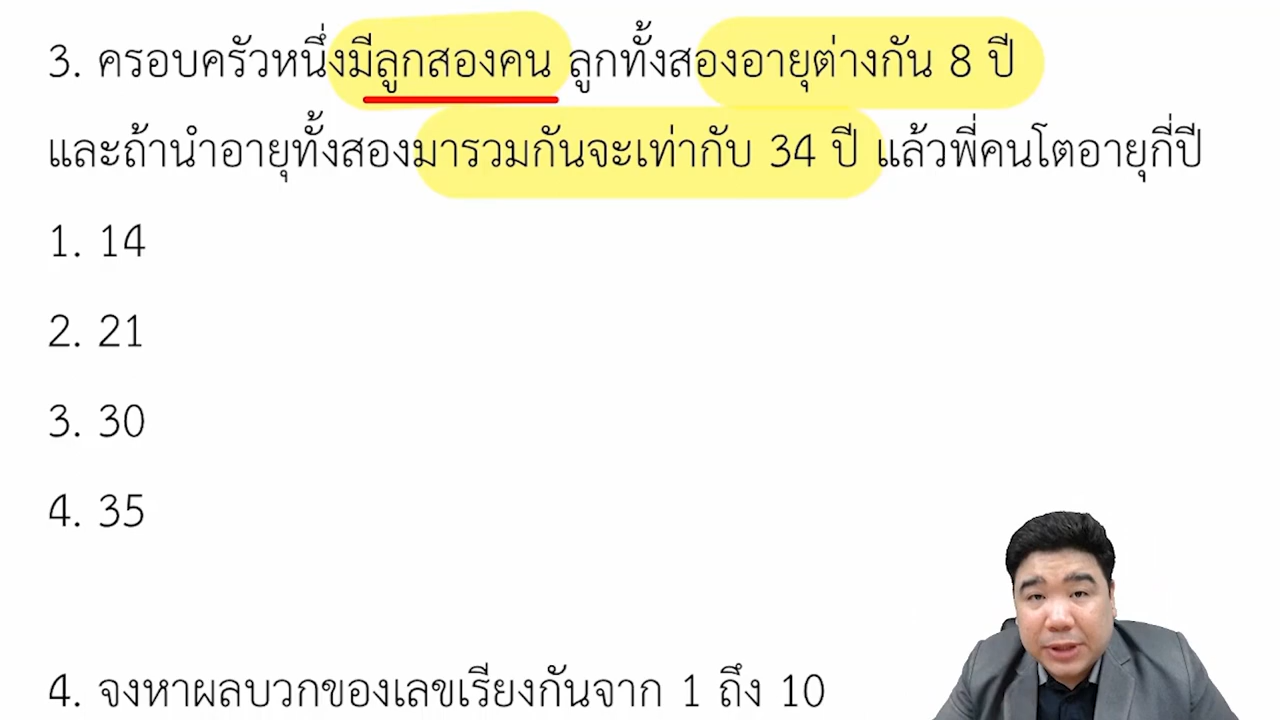 3. ครอบครัวหนึ่งมีลูกสองคน ลูกทั้งสองอายุต่างกัน 8 ปี
และถ้านำอายุทั้งสองมารวมกันจะเท่ากับ 34 ปี แล้วพี่คนโตอายุกี่ปี
1. 14
2. 21
3. 30
4. 35
4. จงหาผลบวกของเลขเรียงกันจาก 1 ถึง 10